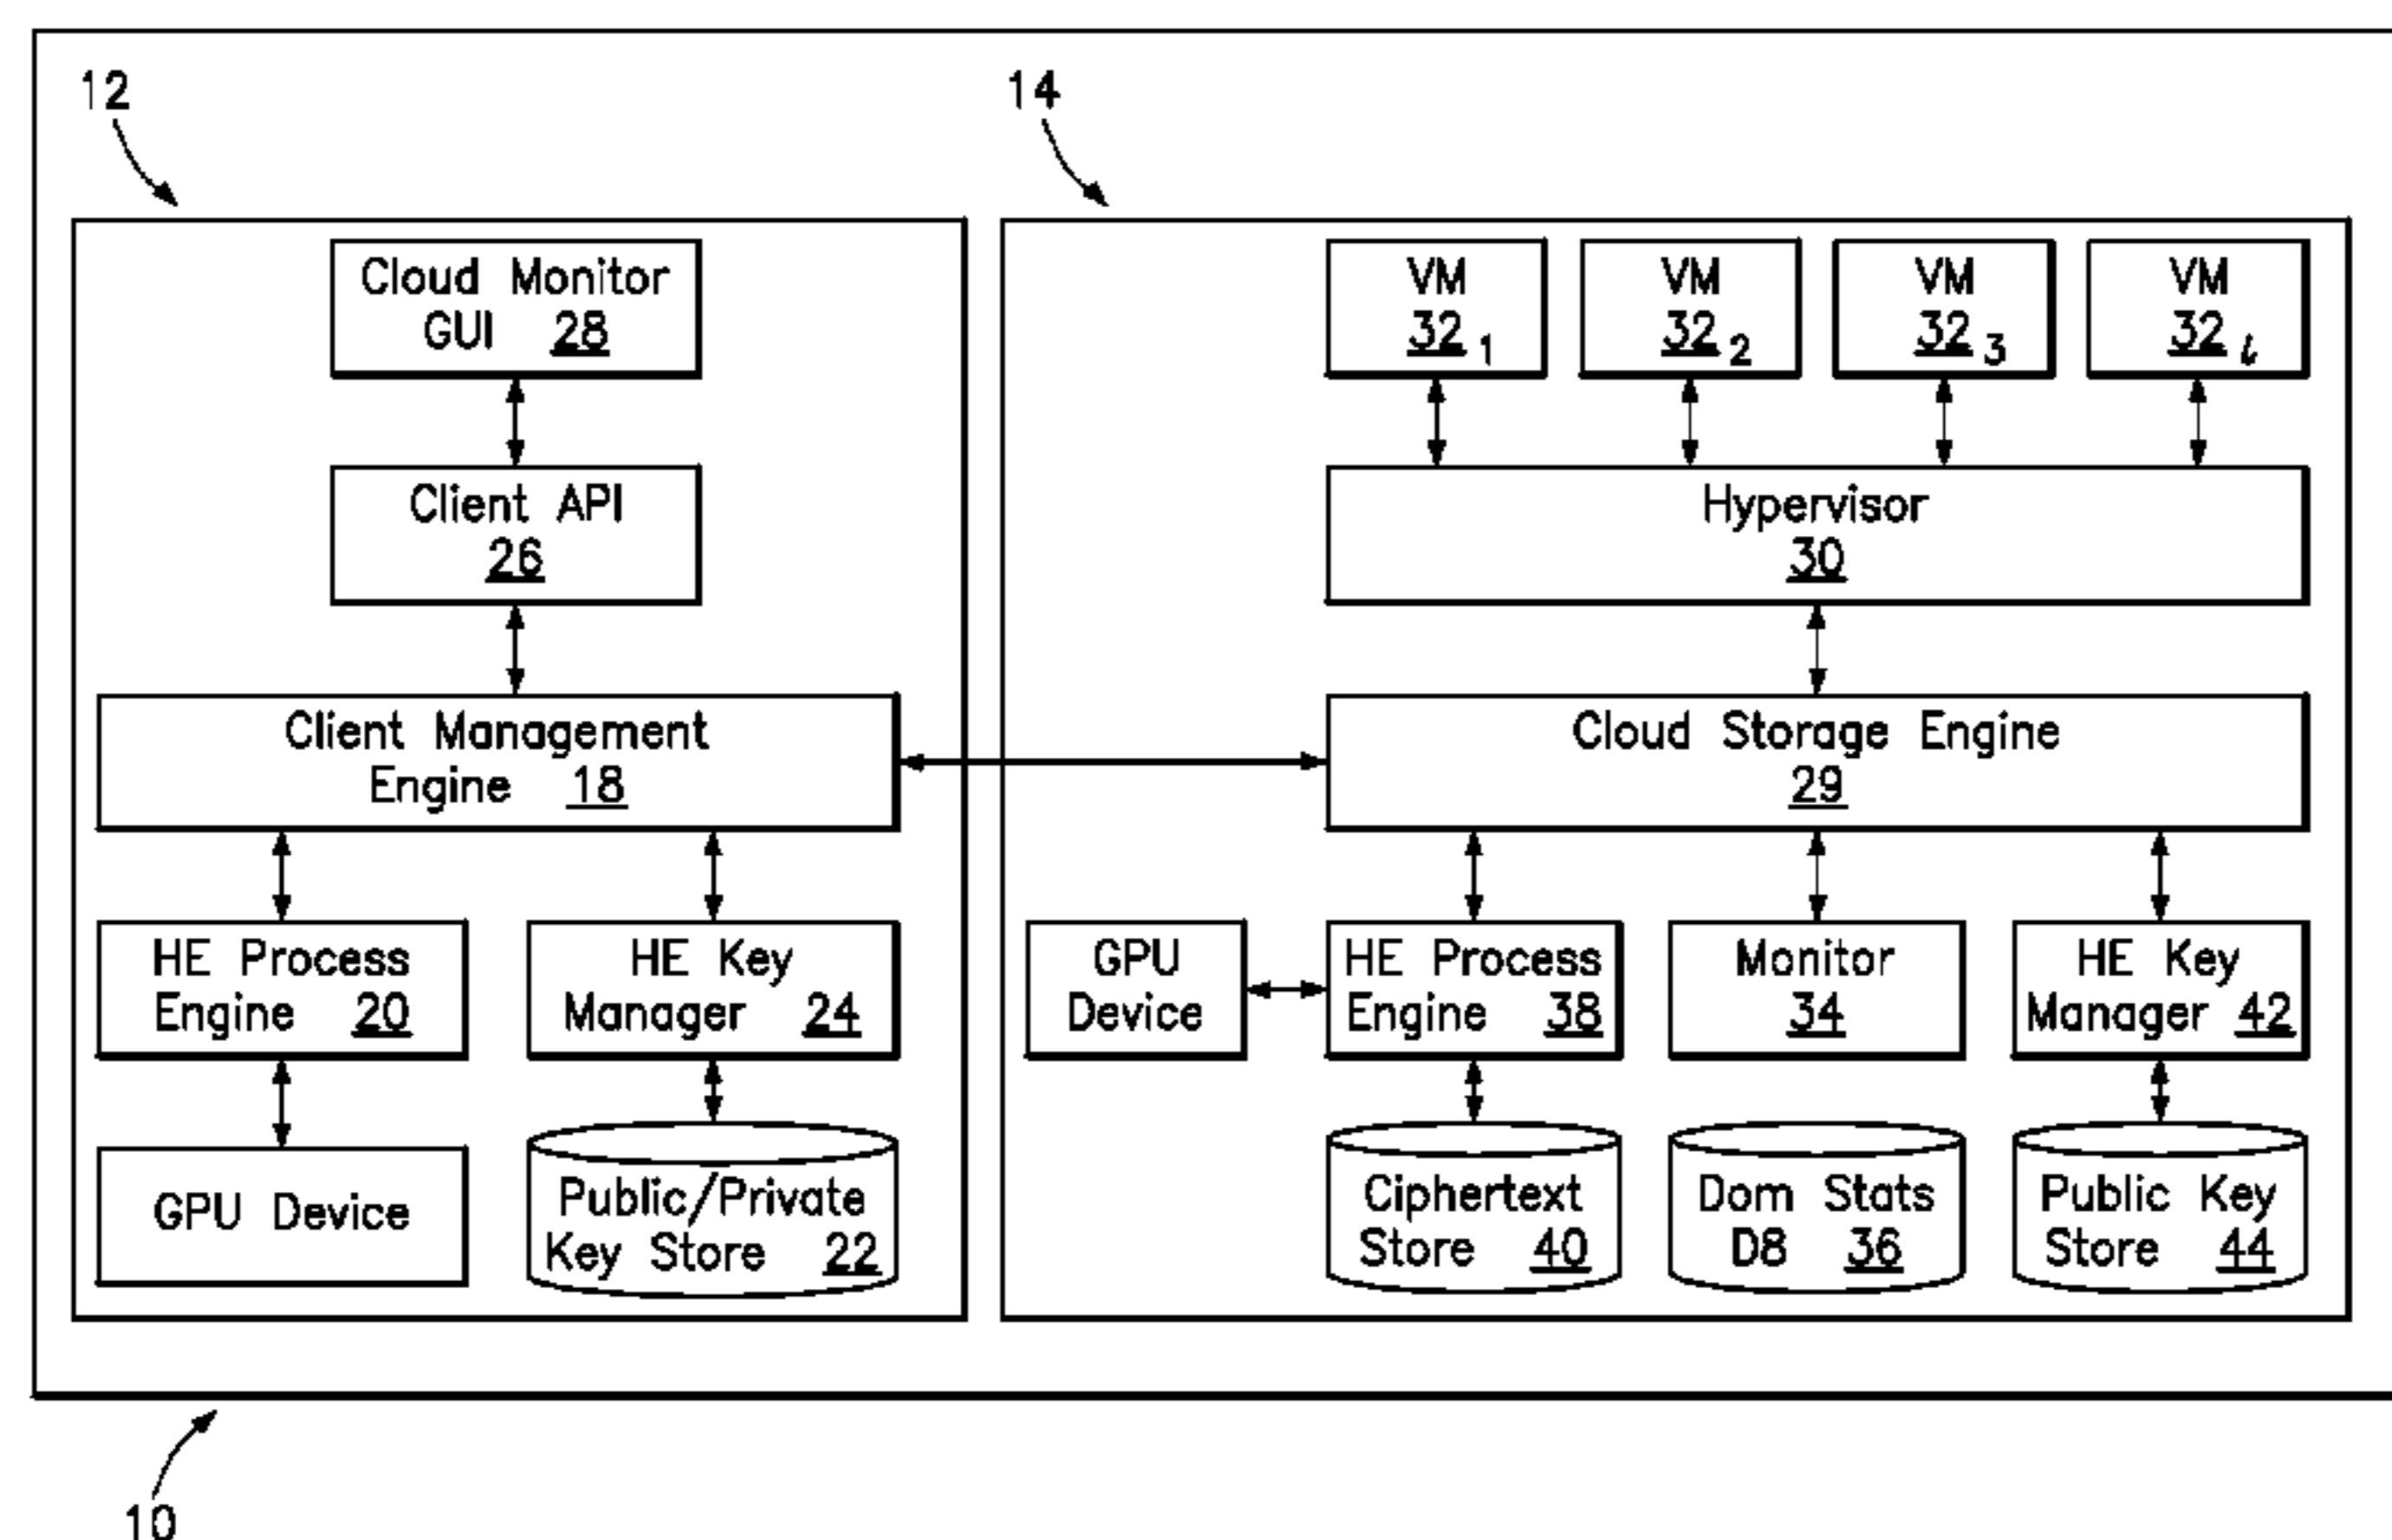 12
14
Cloud Monitor
GUI 28
Client API
26
Client Management
Engine 18
HE Process
Engine 20
HE Key
Manager 24
GPU Device
Public/Private
Key Store 22
VM
32 1
VM
32 2
VM
32 3
VM
32
Hypervisor
30
Cloud Storage Engine
29
GPU
Device
HE Process
Engine 38
Monitor
34
HE Key
Manager 42
Ciphertext
Store 40
Dom Stats
D8 36
Public Key
Store 44
10